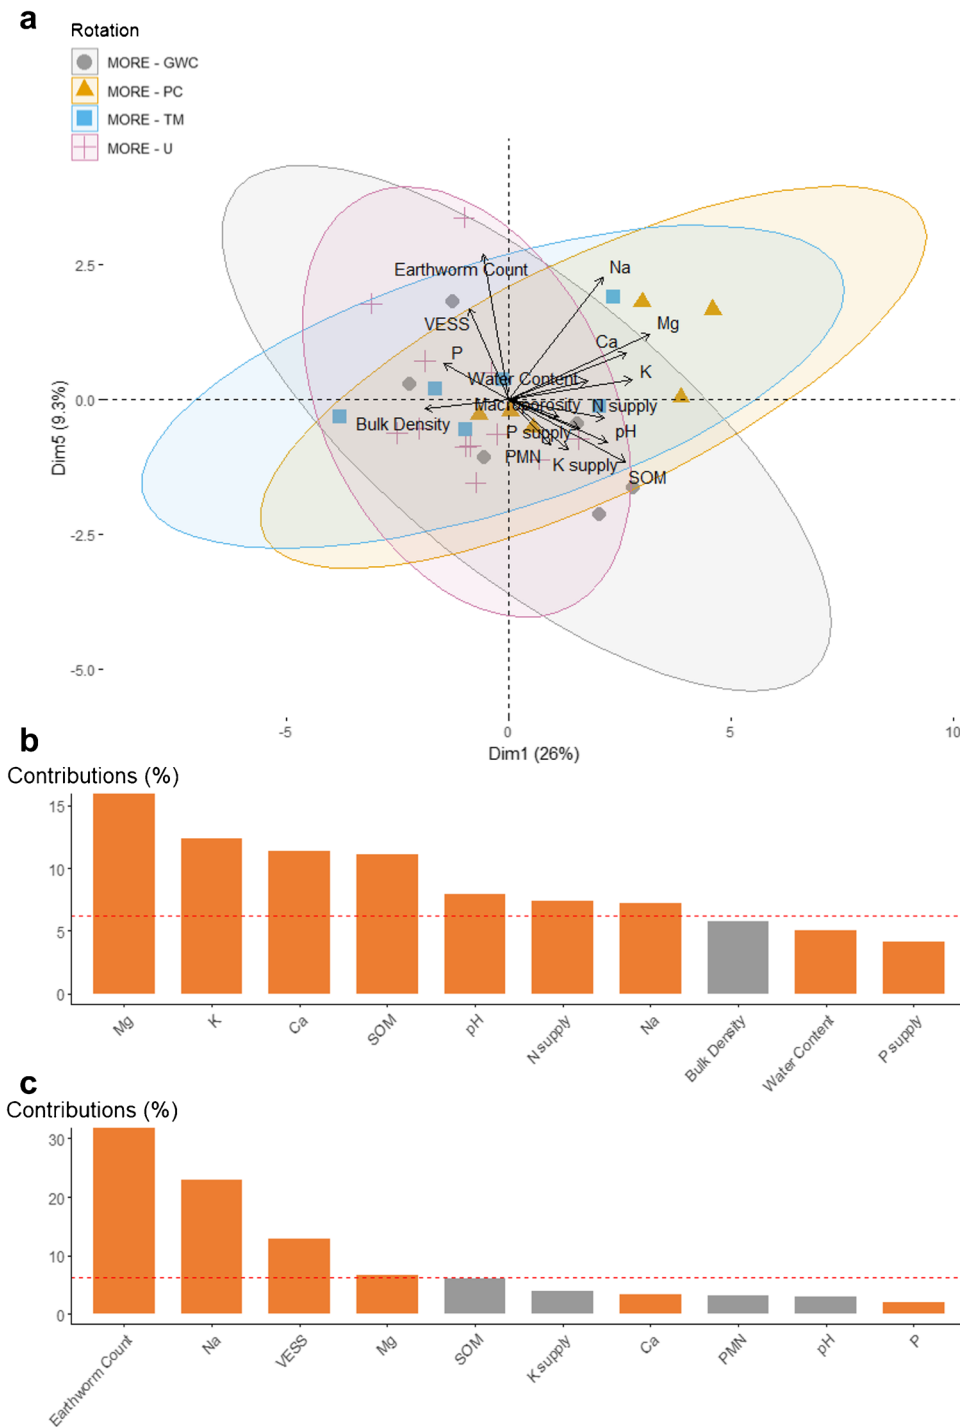 a
Rotation
MORE - GWC
MORE - PC
MORE - TM
MORE - U
2.5
0.0
-2.5
-5.0
Dim5 (9.3%)
Earthworm Count
Na
VESS
Mg
P
Ca
Water Content
K
Macroporosity
N supply
Bulk Density
P supply
pH
PMN
K supply
SOM
-5
0
5
10
Dim1 (26%)
b
Contributions (%)
15
10
5
0
Mg
K
Ca
SOM
pH
N supply
Na
Bulk Density
Water Content
P supply
c
Contributions (%)
30
20
10
0
Earthworm Count
Na
VESS
Mg
SOM
K supply
Ca
PMN
pH
P